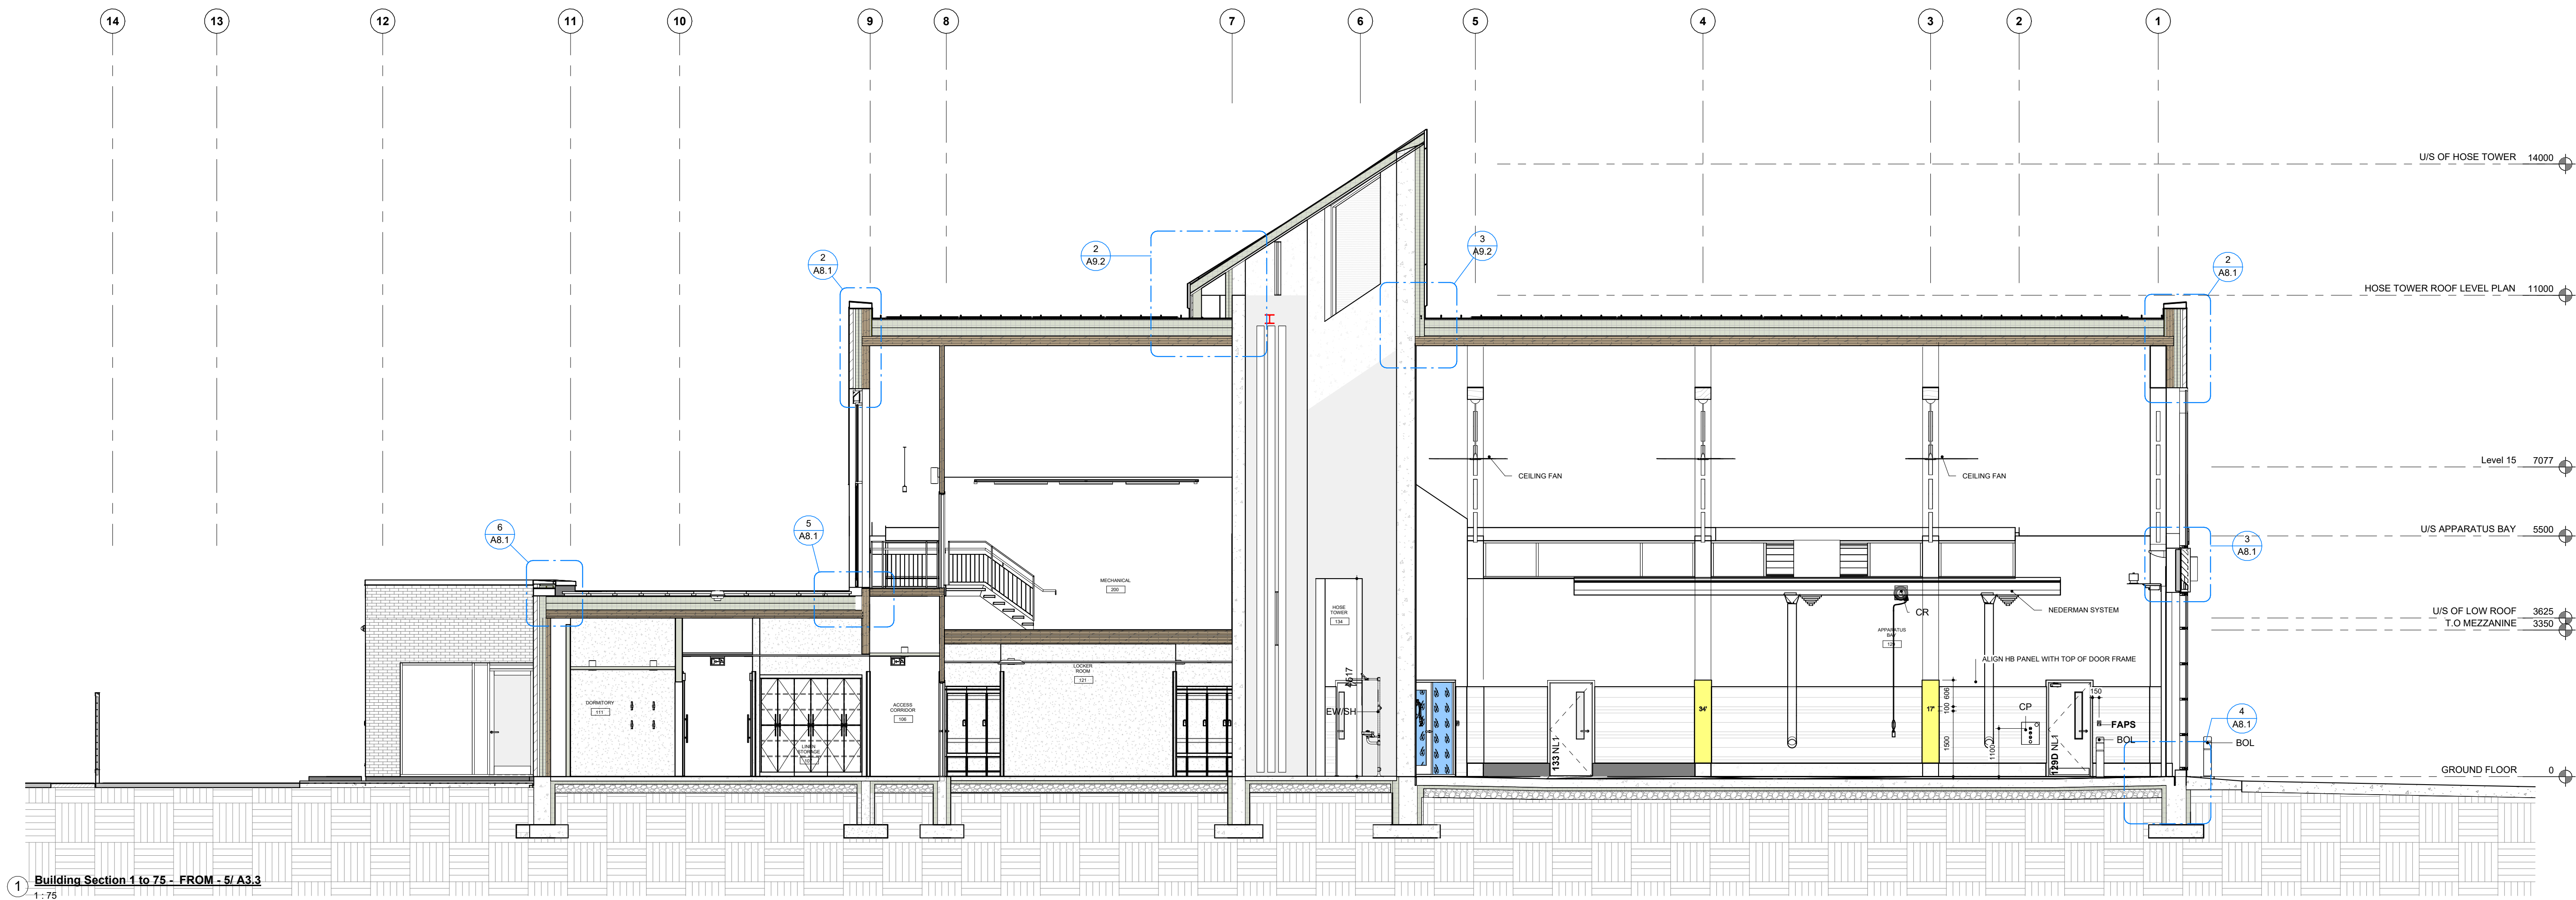 14 13 12 11 10 9 8 7 6 5 4 3 2 1
U/S OF HOSE TOWER 14000
2
A8.1
2
A9.2
3
A9.2
2
A8.1
HOSE TOWER ROOF LEVEL PLAN 11000
CEILING FAN
CEILING FAN
Level 15 7077
6
A8.1
5
A8.1
U/S APPARATUS BAY 5500
3
A8.1
MECHANICAL
200
HOSE
TOWER
134
CR
NEDERMAN SYSTEM
U/S OF LOW ROOF 3625
T.O MEZZANINE 3350
APPARATUS
BAY
ALIGN HB PANEL WITH TOP OF DOOR FRAME
LOCKER
ROOM
121
DORMITORY
111
ACCESS
CORRIDOR
106
LINEN
STORAGE
EW/SH
133 NL1
34'
17'
606
100
1500
1100
CP
129D NL1
150
FAPS
BOL
BOL
4
A8.1
GROUND FLOOR 0
1
Building Section 1 to 75 - FROM - 5/ A3.3
1 : 75